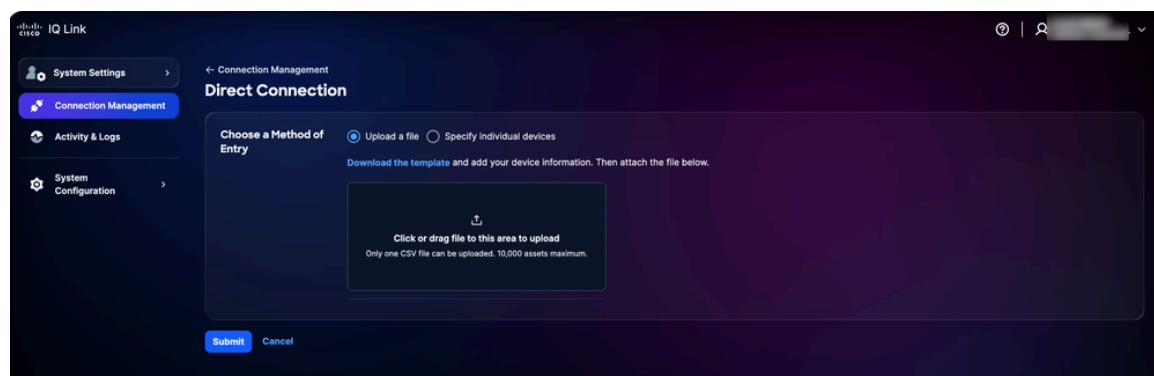 CISCO IQ Link
System Settings
Connection Management
Activity & Logs
System
Configuration
← Connection Management
Direct Connection
Choose a Method of
Entry
Upload a file
Specify individual devices
Download the template and add your device information. Then attach the file below.
Click or drag file to this area to upload
Only one CSV file can be uploaded. 10,000 assets maximum.
Submit
Cancel